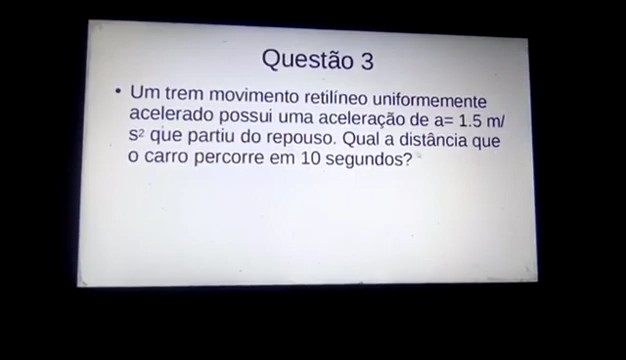 Questão 3
• Um trem movimento retilíneo uniformemente
acelerado possui uma aceleração de a= 1.5 m/
s² que partiu do repouso. Qual a distância que
o carro percorre em 10 segundos?